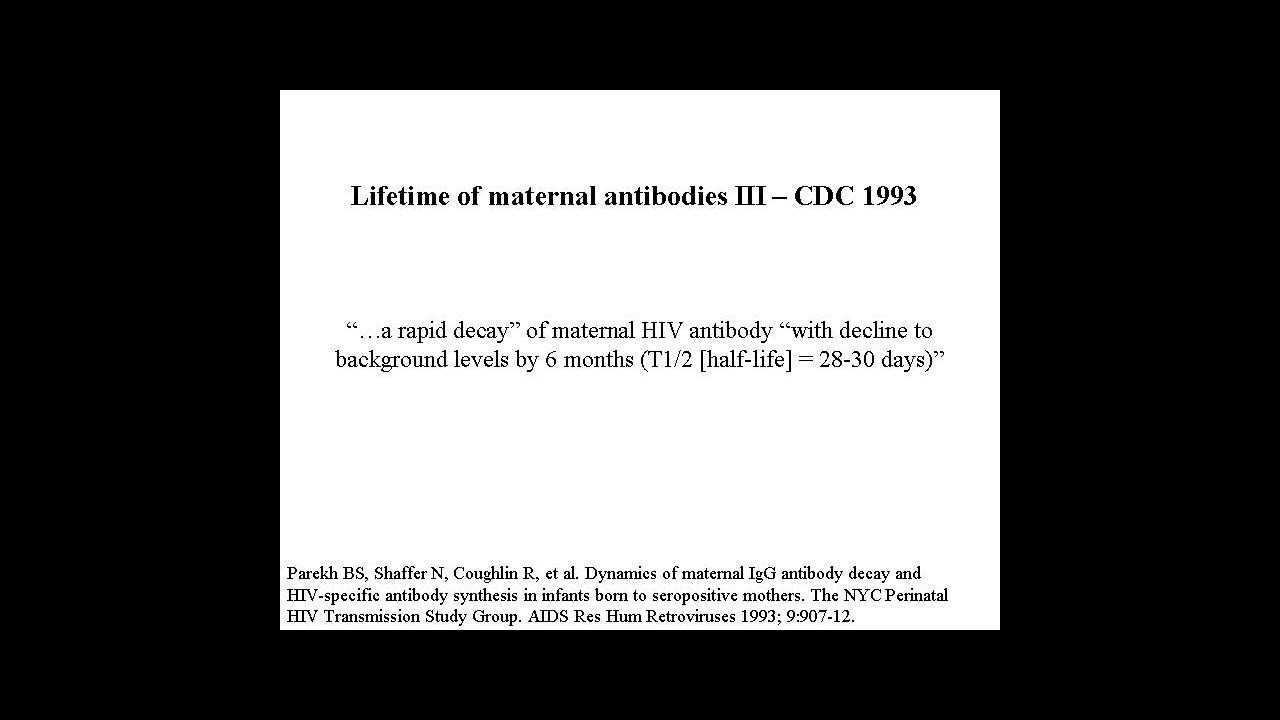 Lifetime of maternal antibodies III – CDC 1993
“…a rapid decay” of maternal HIV antibody “with decline to
background levels by 6 months (T1/2 [half-life] = 28-30 days)”
Parekh BS, Shaffer N, Coughlin R, et al. Dynamics of maternal IgG antibody decay and
HIV-specific antibody synthesis in infants born to seropositive mothers. The NYC Perinatal
HIV Transmission Study Group. AIDS Res Hum Retroviruses 1993; 9:907-12.